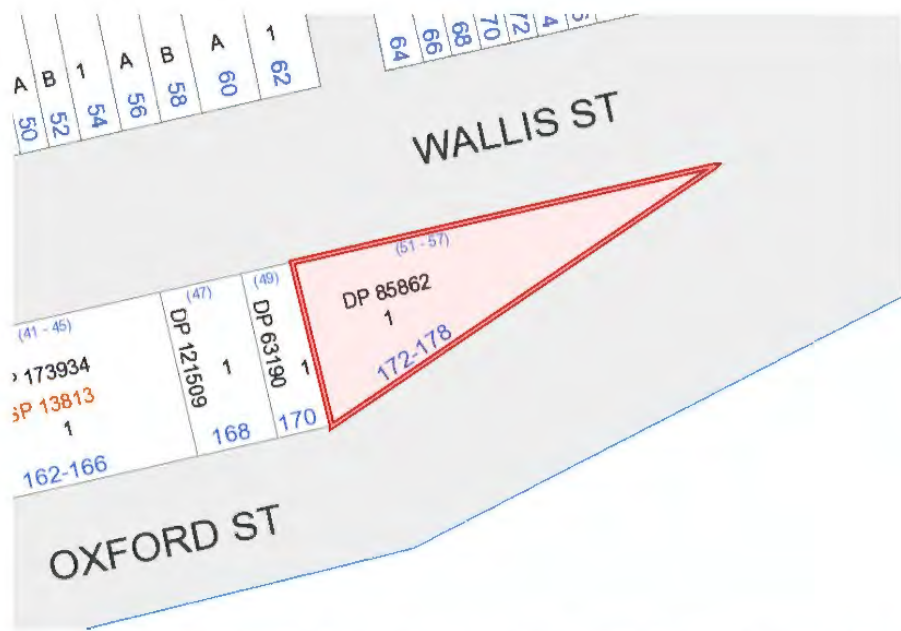 A B 1 A B A 1
50 52 54 56 58 60 62
64 66 68 70 72
WALLIS ST
(41 - 45)
173934
SP 13813
1
162-166
(47)
DP 121509
1
168
(49)
DP 63190
1
170
(51 - 57)
DP 85862
1
172-178
OXFORD ST